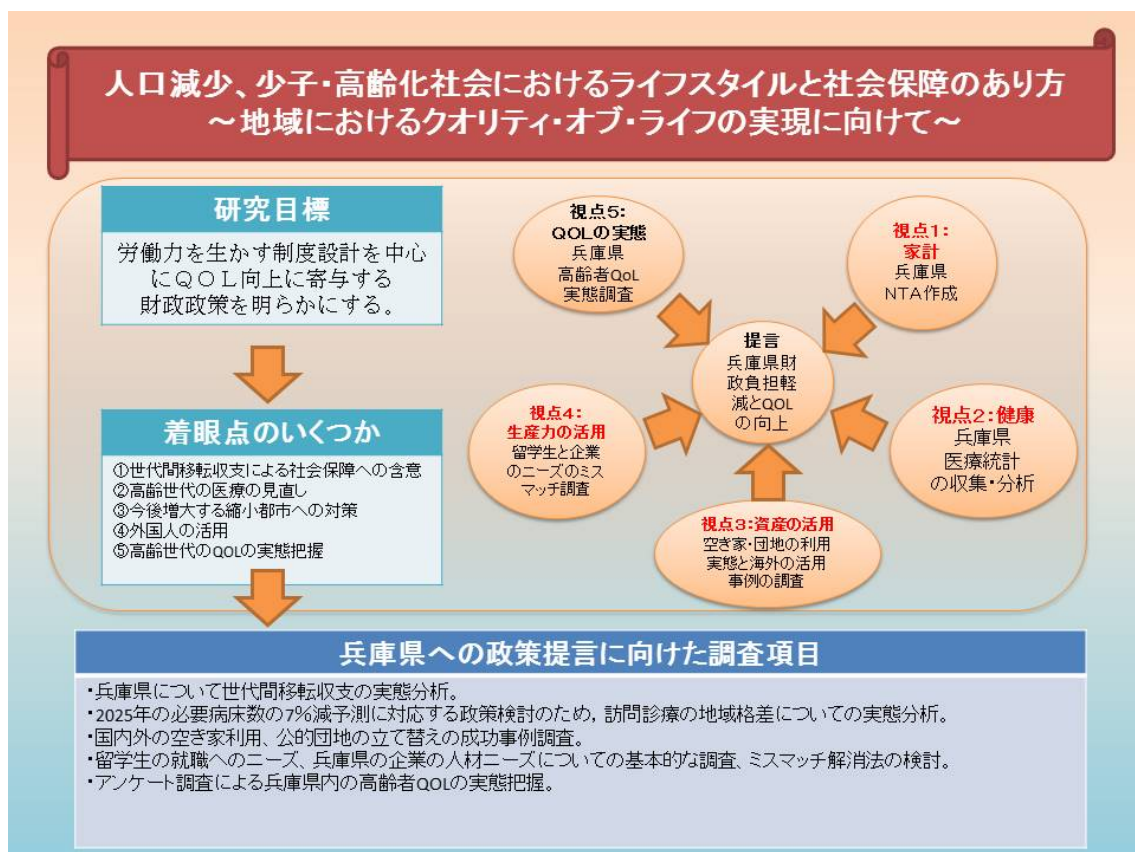 人口減少、少子・高齢化社会におけるライフスタイルと社会保障のあり方
～地域におけるクオリティ・オブ・ライフの実現に向けて～
研究目標
労働力を生かす制度設計を中心
にＱＯＬ向上に寄与する
財政政策を明らかにする。
着眼点のいくつか
①世代間移転収支による社会保障への含意
②高齢世代の医療の見直し
③今後増大する縮小都市への対策
④外国人の活用
⑤高齢世代のQOLの実態把握
視点5：
QOLの実態
兵庫県
高齢者QoL
実態調査
視点1：
家計
兵庫県
NTA作成
提言
兵庫県財
政負担軽
減とQOL
の向上
視点4：
生産力の活用
留学生と企業
のニーズのミス
マッチ調査
視点2：健康
兵庫県
医療統計
の収集・分析
視点3：資産の活用
空き家・団地の利用
実態と海外の活用
事例の調査
兵庫県への政策提言に向けた調査項目
・兵庫県について世代間移転収支の実態分析。
・2025年の必要病床数の7%減予測に対応する政策検討のため，訪問診療の地域格差についての実態分析。
・国内外の空き家利用、公的団地の立て替えの成功事例調査。
・留学生の就職へのニーズ、兵庫県の企業の人材ニーズについての基本的な調査、ミスマッチ解消法の検討。
・アンケート調査による兵庫県内の高齢者QOLの実態把握。